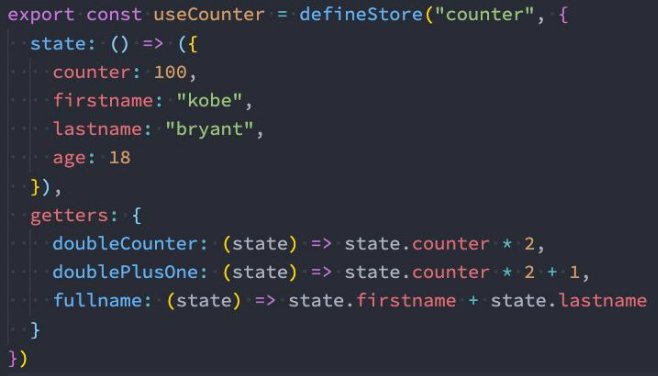 export const useCounter = defineStore("counter", {
  state: () => ({
    counter: 100,
    firstname: "kobe",
    lastname: "bryant",
    age: 18
  }),
  getters: {
    doubleCounter: (state) => state.counter * 2,
    doublePlusOne: (state) => state.counter * 2 + 1,
    fullname: (state) => state.firstname + state.lastname
  }
})